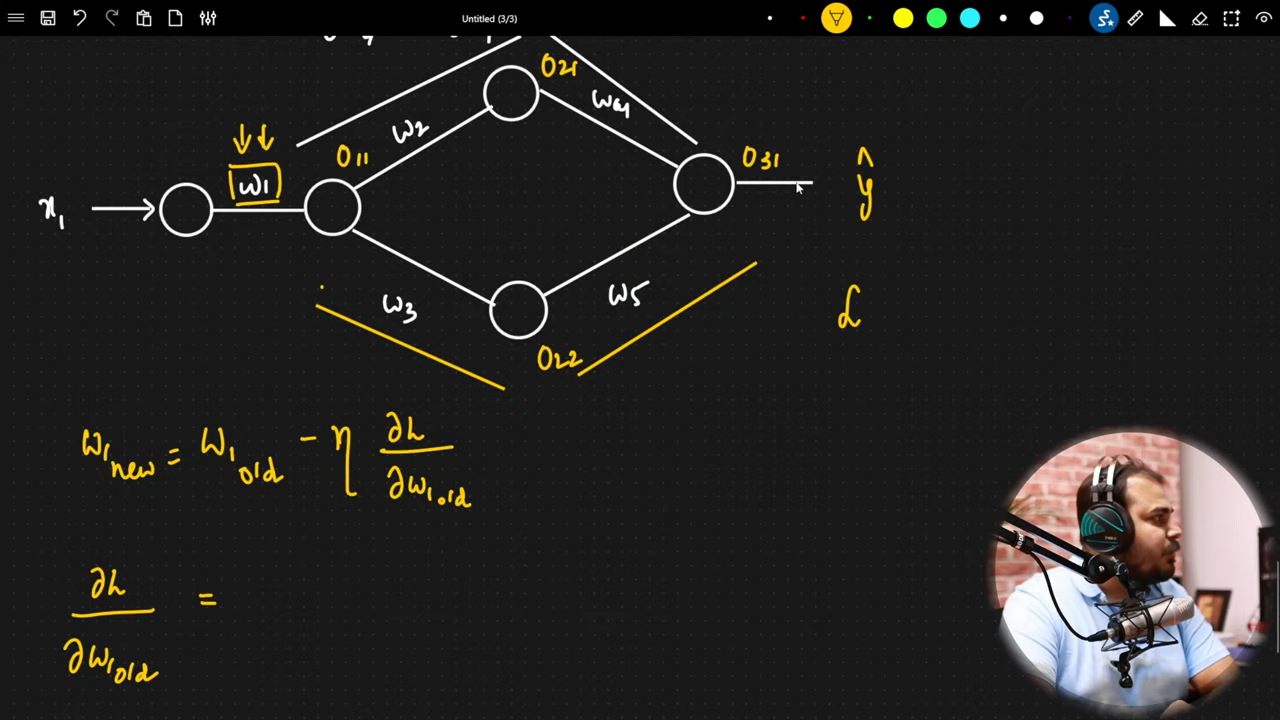 Untitled (3/3)
O21
W2
W4
O11
O31
ŷ
W1
x1
W3
W5
L
O22
W1new = W1old - η ∂L
∂W1old
∂L
=
∂W1old